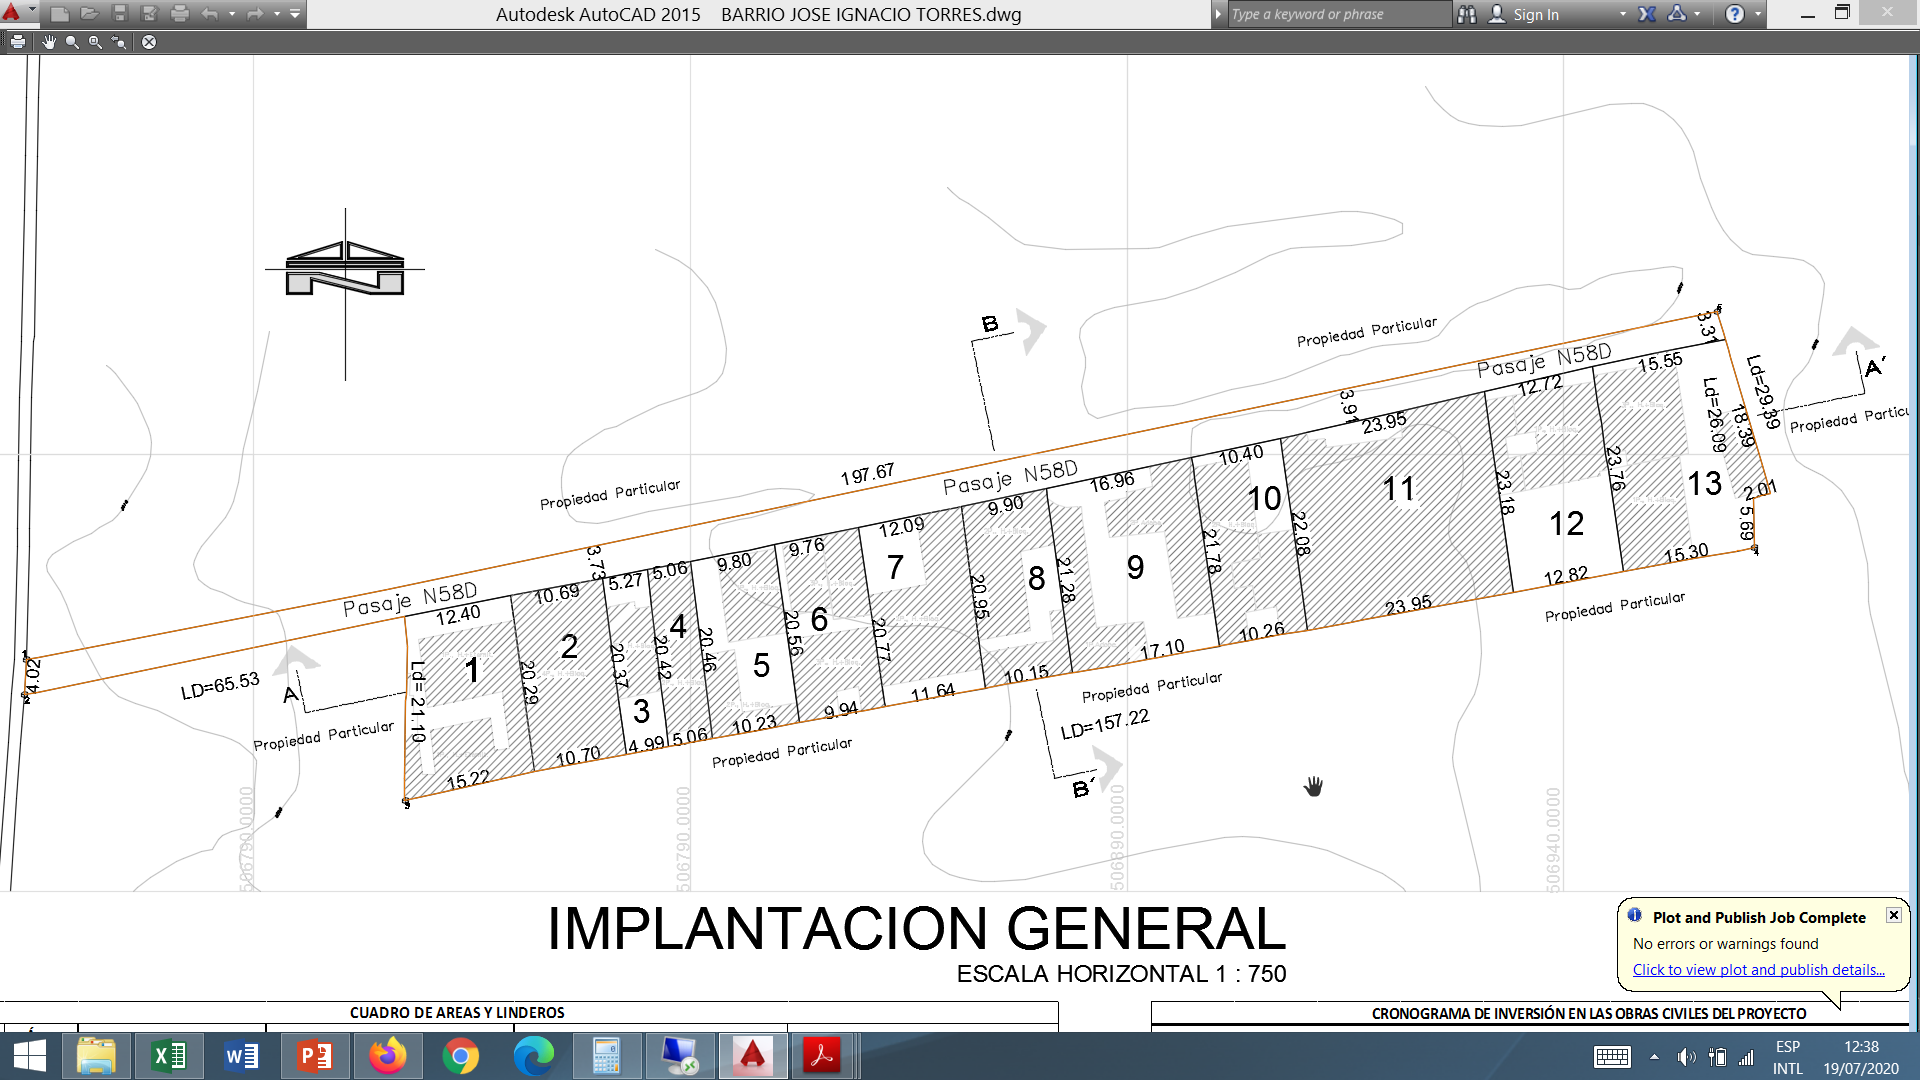 Autodesk AutoCAD 2015 BARRIO JOSE IGNACIO TORRES.dwg
Type a keyword or phrase
Sign In
B
Propiedad Particular
Pasaje N58D
3.31
15.55
12.72
Ld=29.39
Ld=26.09
18.39
A´
Propiedad Particu
3.91
23.95
197.67
Propiedad Particular
Pasaje N58D
16.96
10.40
9.90
12.09
9.76
9.80
5.06
5.27
3.73
10.69
Pasaje N58D
12.40
1
4.02
2
LD=65.53
A
Propiedad Particular
Ld=21.10
1
20.29
2
20.37
3
20.42
4
20.46
5
20.56
6
20.77
7
20.95
8
21.28
9
21.78
10
22.08
11
23.18
12
23.76
13
2.01
5.69
15.22
10.70
4.99
5.06
10.23
9.94
11.64
10.15
17.10
10.26
23.95
12.82
15.30
Propiedad Particular
Propiedad Particular
Propiedad Particular
LD=157.22
B´
506790.0000
506890.0000
506940.0000
IMPLANTACION GENERAL
ESCALA HORIZONTAL 1 : 750
Plot and Publish Job Complete
No errors or warnings found
Click to view plot and publish details...
CUADRO DE AREAS Y LINDEROS
CRONOGRAMA DE INVERSIÓN EN LAS OBRAS CIVILES DEL PROYECTO
ESP
INTL
12:38
19/07/2020